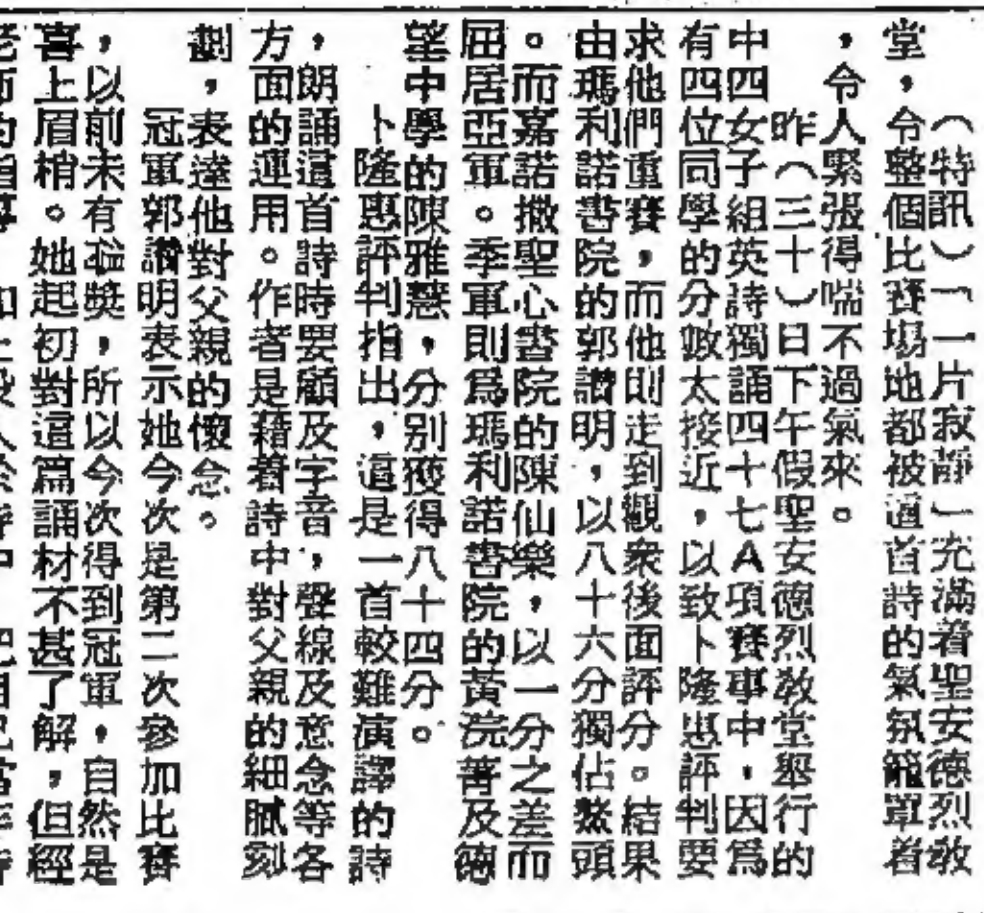 （特訊）「一片寂靜」充滿着聖安德烈教
堂，令整個比賽場地都被這首詩的氣氛籠罩着
，令人緊張得喘不過氣來。
昨（三十）日下午假聖安德烈教堂舉行的
中四女子組英詩獨誦四十七A項賽事中，因爲
有四位同學的分數太接近，以致卜隆惠評判要
求他們重賽，而他則走到觀衆後面評分。結果
由瑪利諾書院的郭讚明，以八十六分獨佔鰲頭
。而嘉諾撒聖心書院的陳仙樂，以一分之差而
屈居亞軍。季軍則爲瑪利諾書院的黃浣菁及德
望中學的陳雅慧，分別獲得八十四分。
卜隆惠評判指出，這是一首較難演譯的詩
，朗誦這首詩時要顧及字音，聲線及意念等各
方面的運用。作者是藉着詩中對父親的細膩刻
劃，表達他對父親的懷念。
冠軍郭讚明表示她今次是第二次參加比賽
，以前未有獎，所以今次得到冠軍，自然是
喜上眉梢。她起初對這篇誦材不甚了解，但經